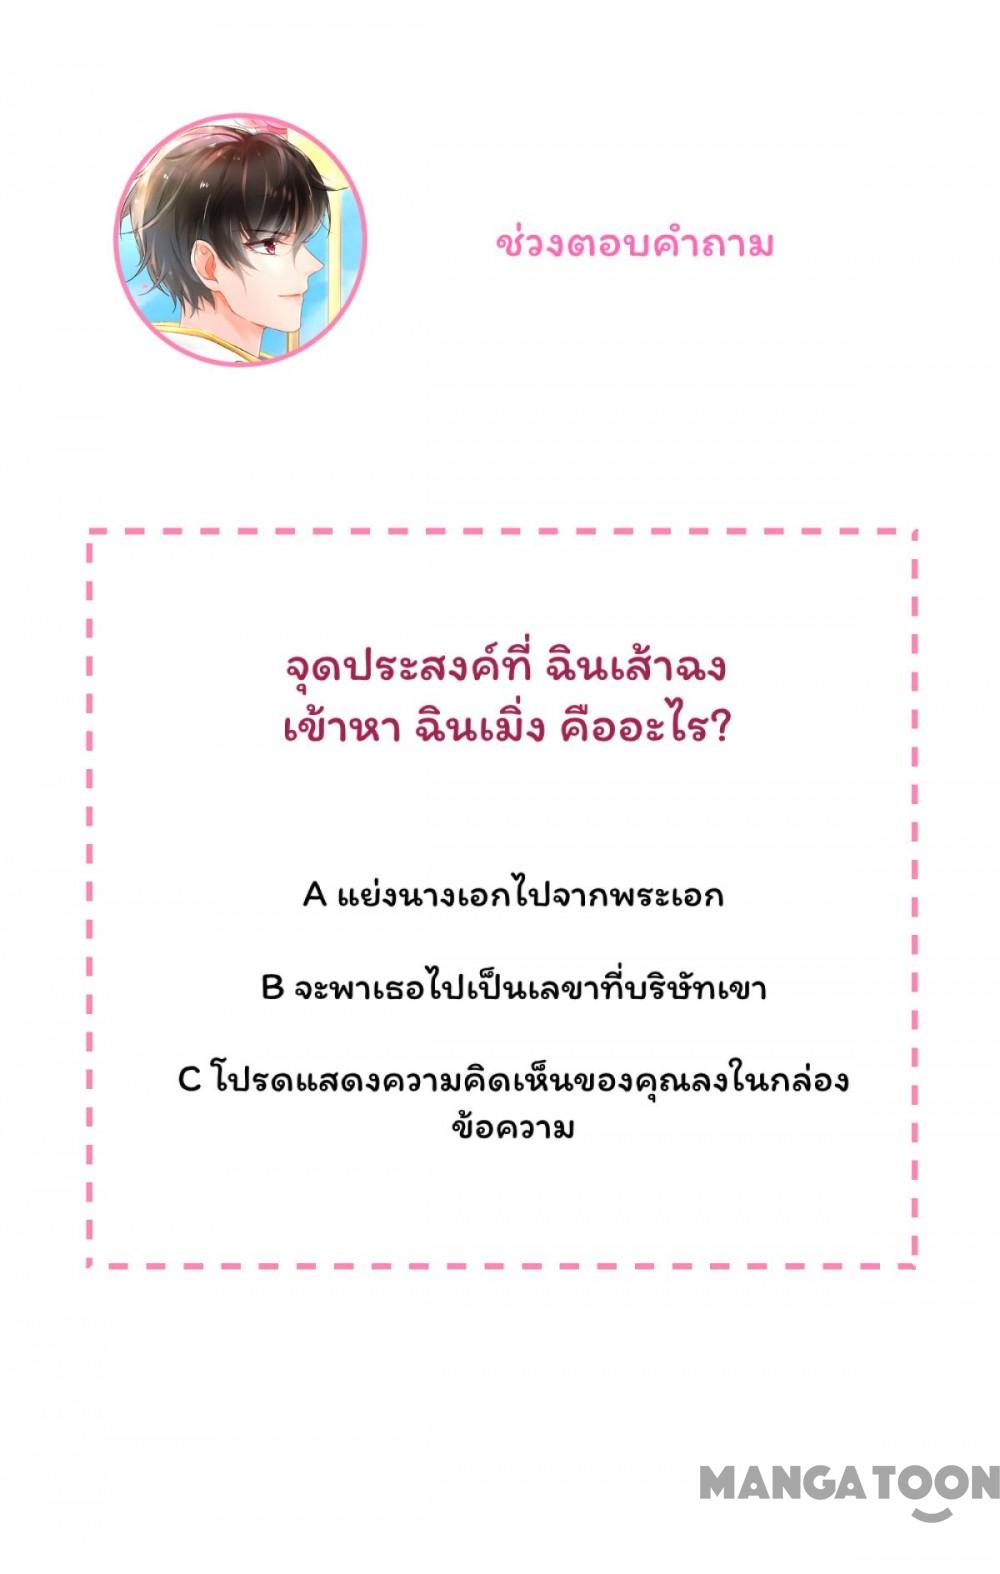 ช่วงตอบคำถาม
จุดประสงค์ที่ ฉินเส้าฉง
เข้าหา ฉินเมิ่ง คืออะไร?
A แย่งนางเอกไปจากพระเอก
B จะพาเธอไปเป็นเลขาที่บริษัทเขา
C โปรดแสดงความคิดเห็นของคุณลงในกล่อง
ข้อความ
MANGATOON